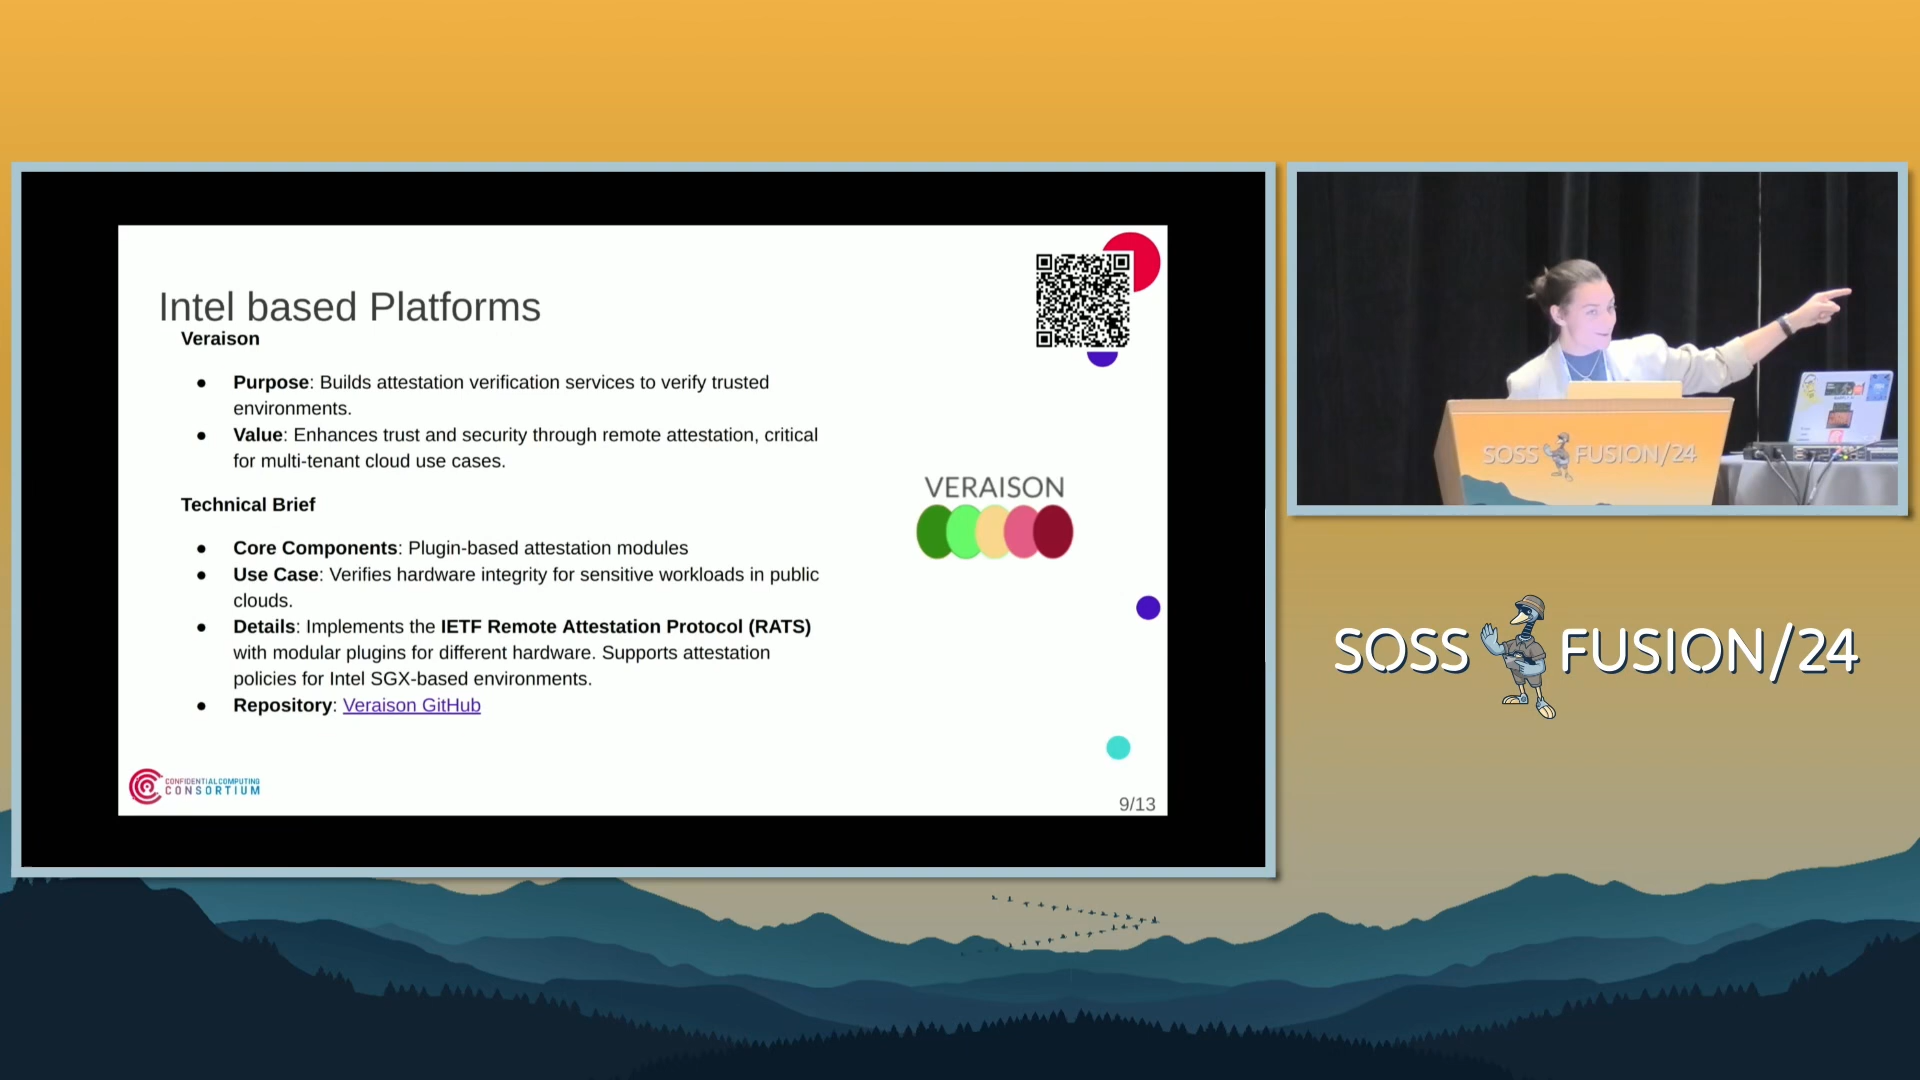 Intel based Platforms
Veraison
● Purpose: Builds attestation verification services to verify trusted
environments.
● Value: Enhances trust and security through remote attestation, critical
for multi-tenant cloud use cases.
Technical Brief
● Core Components: Plugin-based attestation modules
● Use Case: Verifies hardware integrity for sensitive workloads in public
clouds.
● Details: Implements the IETF Remote Attestation Protocol (RATS)
with modular plugins for different hardware. Supports attestation
policies for Intel SGX-based environments.
● Repository: Veraison GitHub
VERAISON
CONFIDENTIAL COMPUTING
CONSORTIUM
9/13
SOSS FUSION/24
SOSS FUSION/24